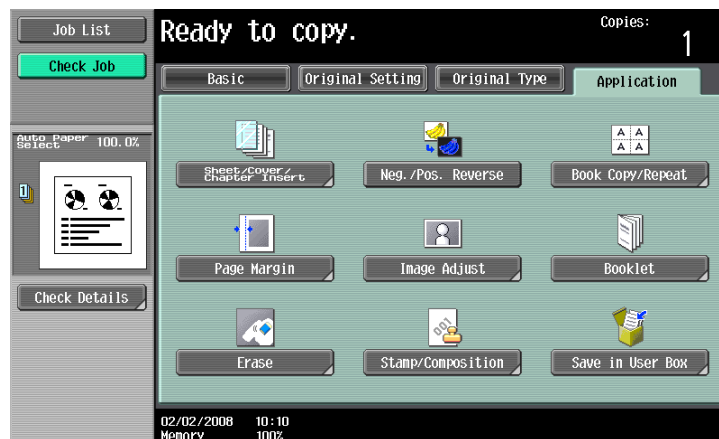 Job List
Check Job
Ready to copy.
Copies:
1
Basic
Original Setting
Original Type
Application
Auto Paper
Select
100.0%
Sheet/Cover/
Chapter Insert
Neg./Pos. Reverse
A A
A A
Book Copy/Repeat
Page Margin
Image Adjust
Booklet
Check Details
001
Erase
Stamp/Composition
Save in User Box
02/02/2008 10:10
Memory 100%